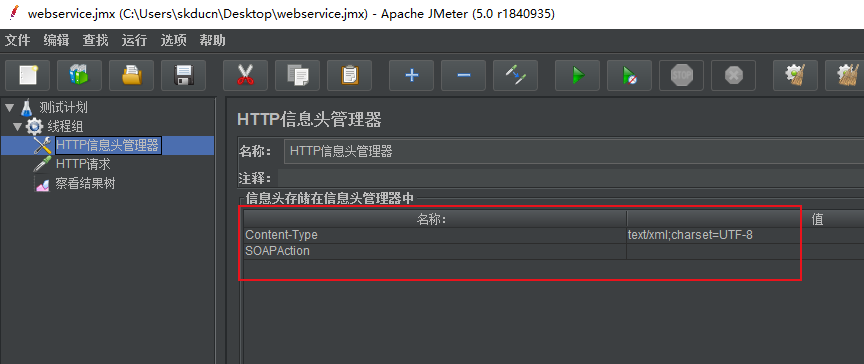 webservice.jmx (C:\Users\skducn\Desktop\webservice.jmx) - Apache JMeter (5.0 r1840935)
文件 编辑 查找 运行 选项 帮助
STOP
测试计划
线程组
HTTP信息头管理器
HTTP请求
察看结果树
HTTP信息头管理器
名称： HTTP信息头管理器
注释：
信息头存储在信息头管理器中
名称： 值
Content-Type text/xml;charset=UTF-8
SOAPAction